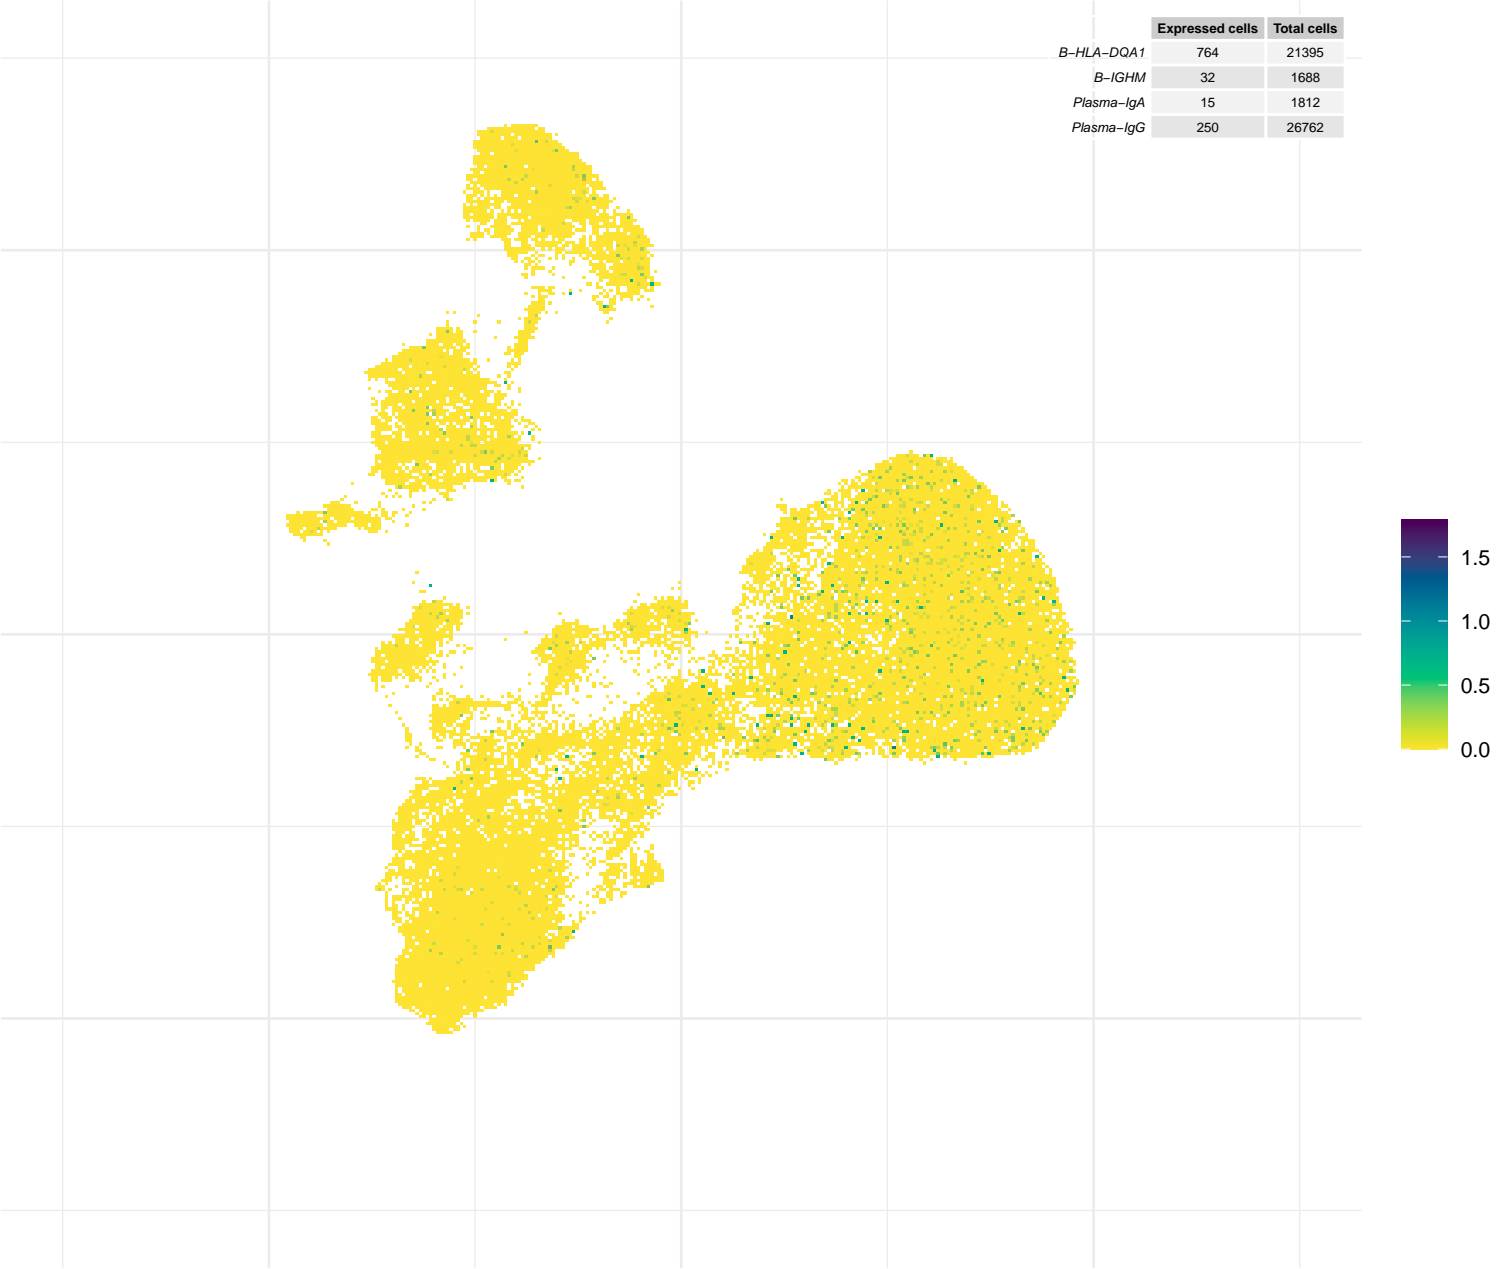 Expressed cells Total cells
B−HLA−DQA1 764 21395
B−IGHM 32 1688
Plasma−IgA 15 1812
Plasma−IgG 250 26762
1.5
1.0
0.5
0.0